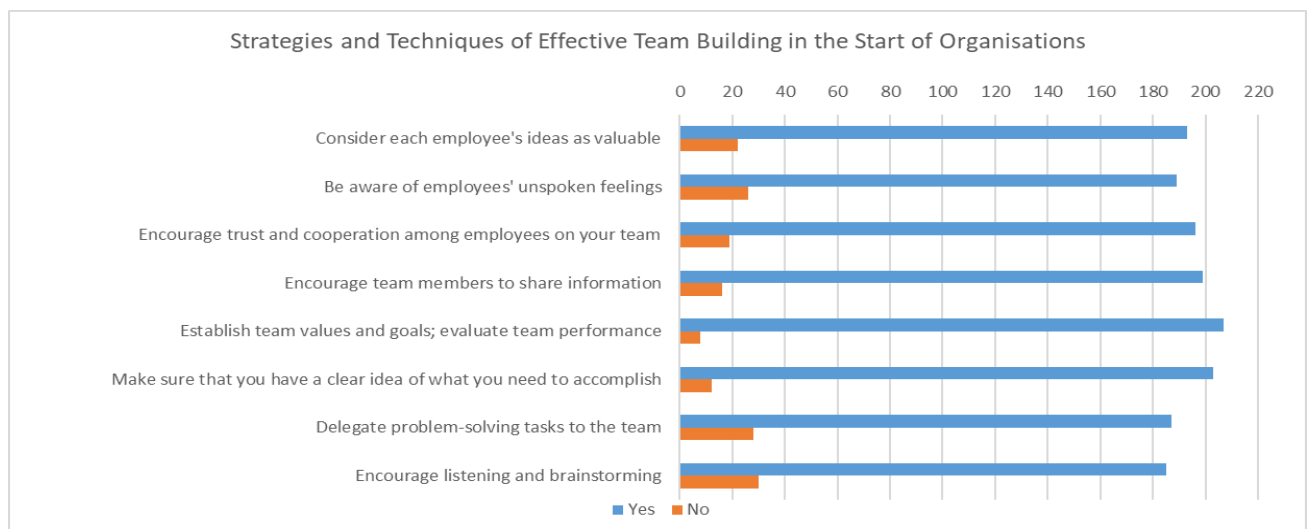 Strategies and Techniques of Effective Team Building in the Start of Organisations
0 20 40 60 80 100 120 140 160 180 200 220
Consider each employee's ideas as valuable
Be aware of employees' unspoken feelings
Encourage trust and cooperation among employees on your team
Encourage team members to share information
Establish team values and goals; evaluate team performance
Make sure that you have a clear idea of what you need to accomplish
Delegate problem-solving tasks to the team
Encourage listening and brainstorming
Yes No